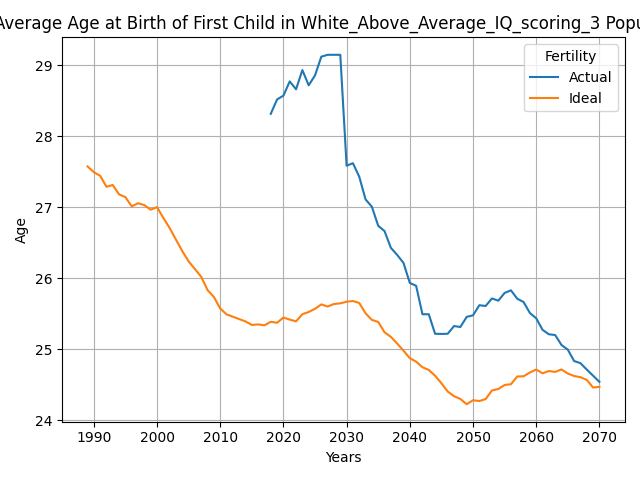 Average Age at Birth of First Child in White_Above_Average_IQ_scoring_3 Popu
Fertility
Actual
Ideal
Age
29
28
27
26
25
24
1990 2000 2010 2020 2030 2040 2050 2060 2070
Years